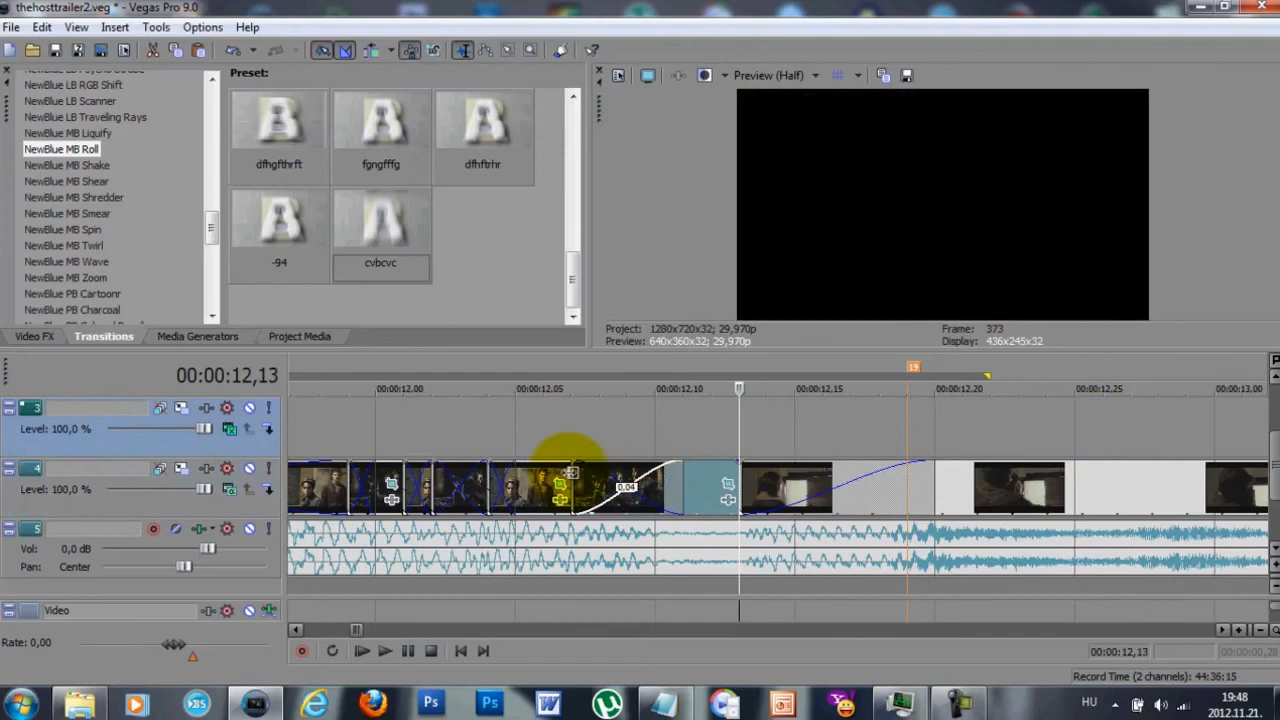 thehosttrailer2.veg * - Vegas Pro 9.0
File Edit View Insert Tools Options Help
NewBlue LB RGB Shift
NewBlue LB Scanner
NewBlue LB Traveling Rays
NewBlue MB Liquify
NewBlue MB Roll
NewBlue MB Shake
NewBlue MB Shear
NewBlue MB Shredder
NewBlue MB Smear
NewBlue MB Spin
NewBlue MB Twirl
NewBlue MB Wave
NewBlue MB Zoom
NewBlue PB Cartoonr
NewBlue PB Charcoal
Preset:
dfhgfthrft fgngfffg dfhftrhr
-94 cvbcvc
Preview (Half)
Project: 1280x720x32; 29,970p
Preview: 640x360x32; 29,970p
Frame: 373
Display: 436x245x32
Video FX Transitions Media Generators Project Media
00:00:12,13
19
00:00:12,00 00:00:12,05 00:00:12,10 00:00:12,15 00:00:12,20 00:00:12,25 00:00:13,00
3
Level: 100,0 %
4
Level: 100,0 %
0.04
5
Vol: 0,0 dB
Pan: Center
Video
Rate: 0,00
00:00:12,13
00:00:00,28
Record Time (2 channels): 44:36:15
HU
19:48
2012.11.21.